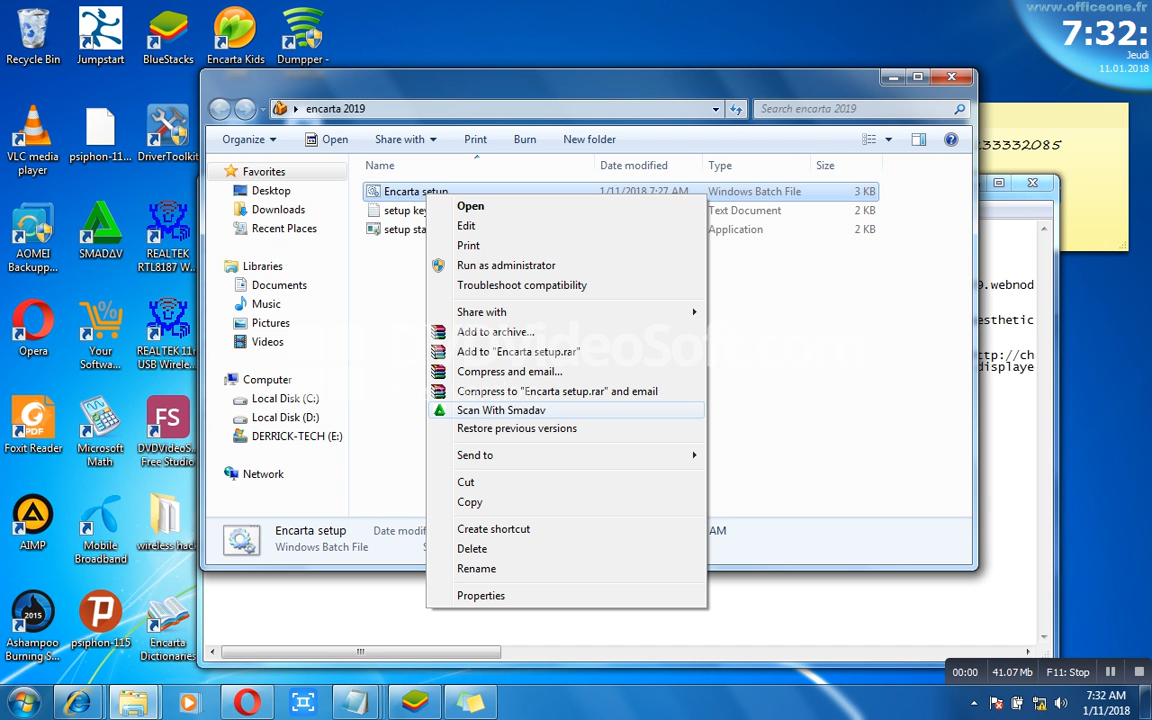 www.officeone.fr
7:32:
Jeudi
11.01.2018
Recycle Bin
Jumpstart
BlueStacks
Encarta Kids
Dumpper -
VLC media player
psiphon-11...
DriverToolkit
AOMEI Backupp...
SMADΔV
REALTEK RTL8187 W...
Opera
Your Softwa...
REALTEK 11n USB Wirele...
Foxit Reader
Microsoft Math
DVDVideoS... Free Studio
AIMP
Mobile Broadband
wireless hac
Ashampoo Burning S...
psiphon-115
Encarta Dictionaries
2015
PDF
FS
encarta 2019
Search encarta 2019
Organize
Open
Share with
Print
Burn
New folder
Favorites
Desktop
Downloads
Recent Places
Libraries
Documents
Music
Pictures
Videos
Computer
Local Disk (C:)
Local Disk (D:)
DERRICK-TECH (E:)
Network
Name
Date modified
Type
Size
Encarta setup
1/11/2018 7:27 AM
Windows Batch File
3 KB
setup key
Text Document
2 KB
setup sta
Application
2 KB
Open
Edit
Print
Run as administrator
Troubleshoot compatibility
Share with
Add to archive...
Add to "Encarta setup.rar"
Compress and email...
Compress to "Encarta setup.rar" and email
Scan With Smadav
Restore previous versions
Send to
Cut
Copy
Create shortcut
Delete
Rename
Properties
Encarta setup
Date modif
AM
Windows Batch File
33332085
9.webnod
esthetic
ttp://ch
displaye
00:00
41.07Mb
F11: Stop
7:32 AM
1/11/2018